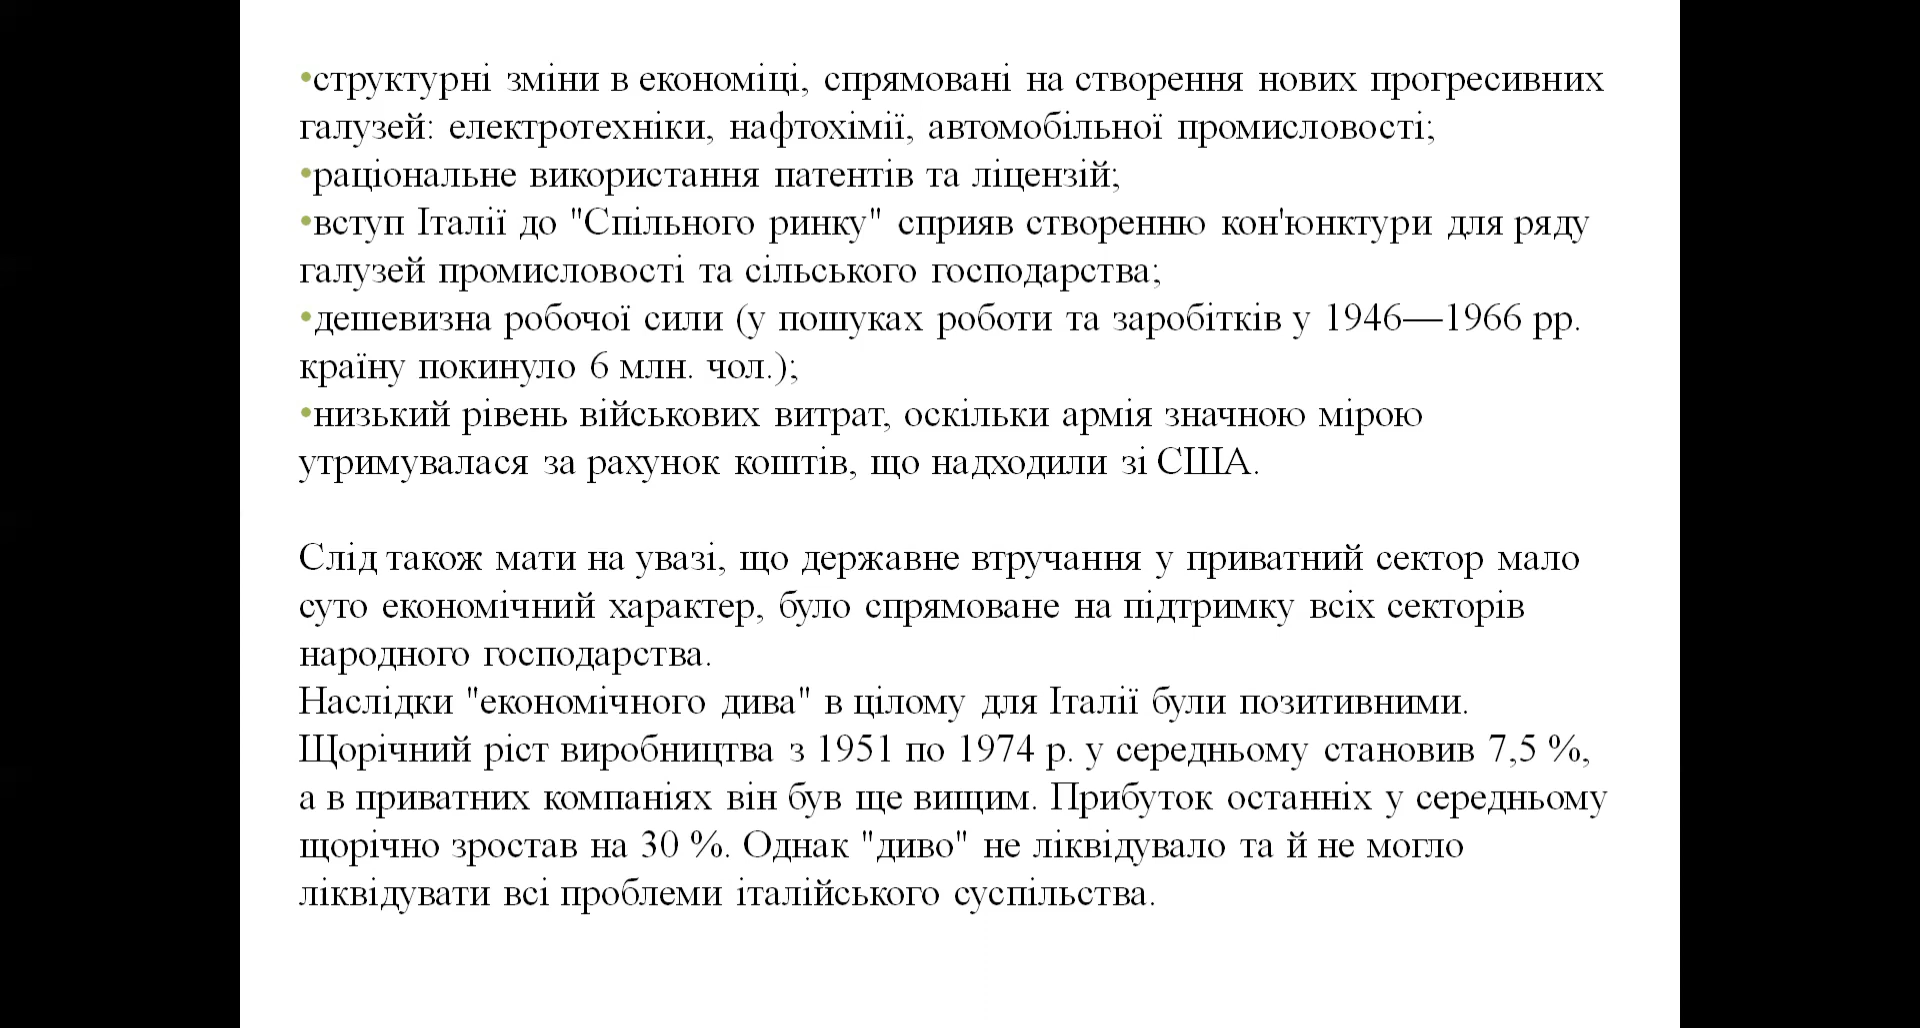 •структурні зміни в економіці, спрямовані на створення нових прогресивних
галузей: електротехніки, нафтохімії, автомобільної промисловості;
•раціональне використання патентів та ліцензій;
•вступ Італії до "Спільного ринку" сприяв створенню кон'юнктури для ряду
галузей промисловості та сільського господарства;
•дешевизна робочої сили (у пошуках роботи та заробітків у 1946—1966 рр.
країну покинуло 6 млн. чол.);
•низький рівень військових витрат, оскільки армія значною мірою
утримувалася за рахунок коштів, що надходили зі США.
Слід також мати на увазі, що державне втручання у приватний сектор мало
суто економічний характер, було спрямоване на підтримку всіх секторів
народного господарства.
Наслідки "економічного дива" в цілому для Італії були позитивними.
Щорічний ріст виробництва з 1951 по 1974 р. у середньому становив 7,5 %,
а в приватних компаніях він був ще вищим. Прибуток останніх у середньому
щорічно зростав на 30 %. Однак "диво" не ліквідувало та й не могло
ліквідувати всі проблеми італійського суспільства.